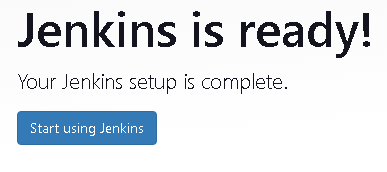 Jenkins is ready!
Your Jenkins setup is complete.
Start using Jenkins